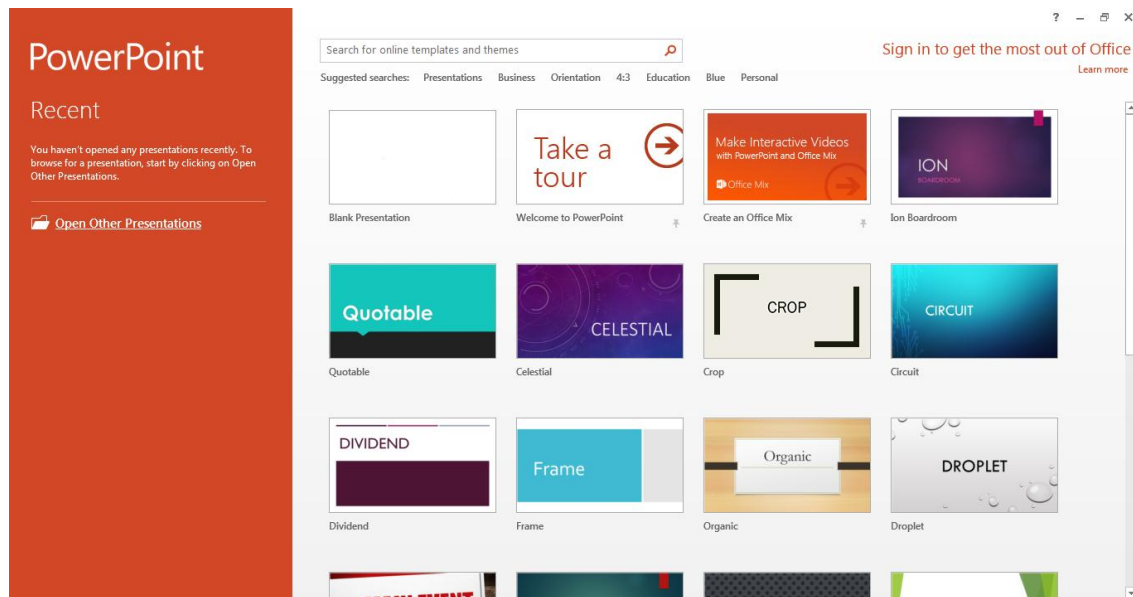 ? – X
PowerPoint
Recent
You haven't opened any presentations recently. To
browse for a presentation, start by clicking on Open
Other Presentations.
Open Other Presentations
Search for online templates and themes
Sign in to get the most out of Office
Learn more
Suggested searches: Presentations Business Orientation 4:3 Education Blue Personal
Blank Presentation
Take a
tour
Welcome to PowerPoint
Make Interactive Videos
with PowerPoint and Office Mix
Office Mix
Create an Office Mix
ION
BOARDROOM
Ion Boardroom
Quotable
Quotable
CELESTIAL
Celestial
CROP
Crop
CIRCUIT
Circuit
DIVIDEND
Dividend
Frame
Frame
Organic
Organic
DROPLET
Droplet